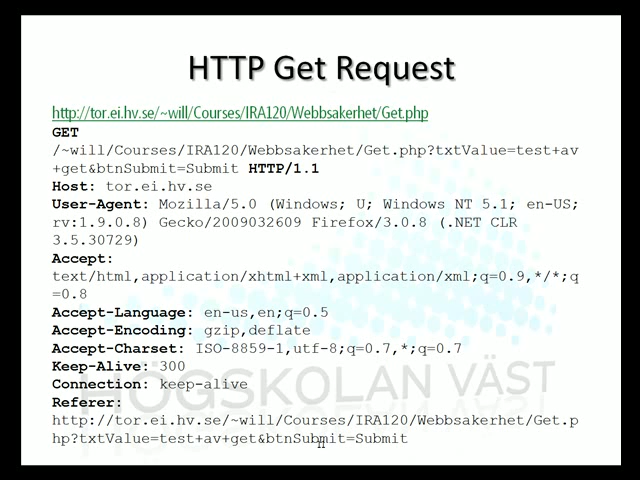 HTTP Get Request
http://tor.ei.hv.se/~will/Courses/IRA120/Webbsakerhet/Get.php
GET
/~will/Courses/IRA120/Webbsakerhet/Get.php?txtValue=test+av
+get&btnSubmit=Submit HTTP/1.1
Host: tor.ei.hv.se
User-Agent: Mozilla/5.0 (Windows; U; Windows NT 5.1; en-US;
rv:1.9.0.8) Gecko/2009032609 Firefox/3.0.8 (.NET CLR
3.5.30729)
Accept:
text/html,application/xhtml+xml,application/xml;q=0.9,*/*;q
=0.8
Accept-Language: en-us,en;q=0.5
Accept-Encoding: gzip,deflate
Accept-Charset: ISO-8859-1,utf-8;q=0.7,*;q=0.7
Keep-Alive: 300
Connection: keep-alive
HÖGSKOLAN VÄST
Referer:
http://tor.ei.hv.se/~will/Courses/IRA120/Webbsakerhet/Get.p
hp?txtValue=test+av+get&btnSubmit=Submit
11